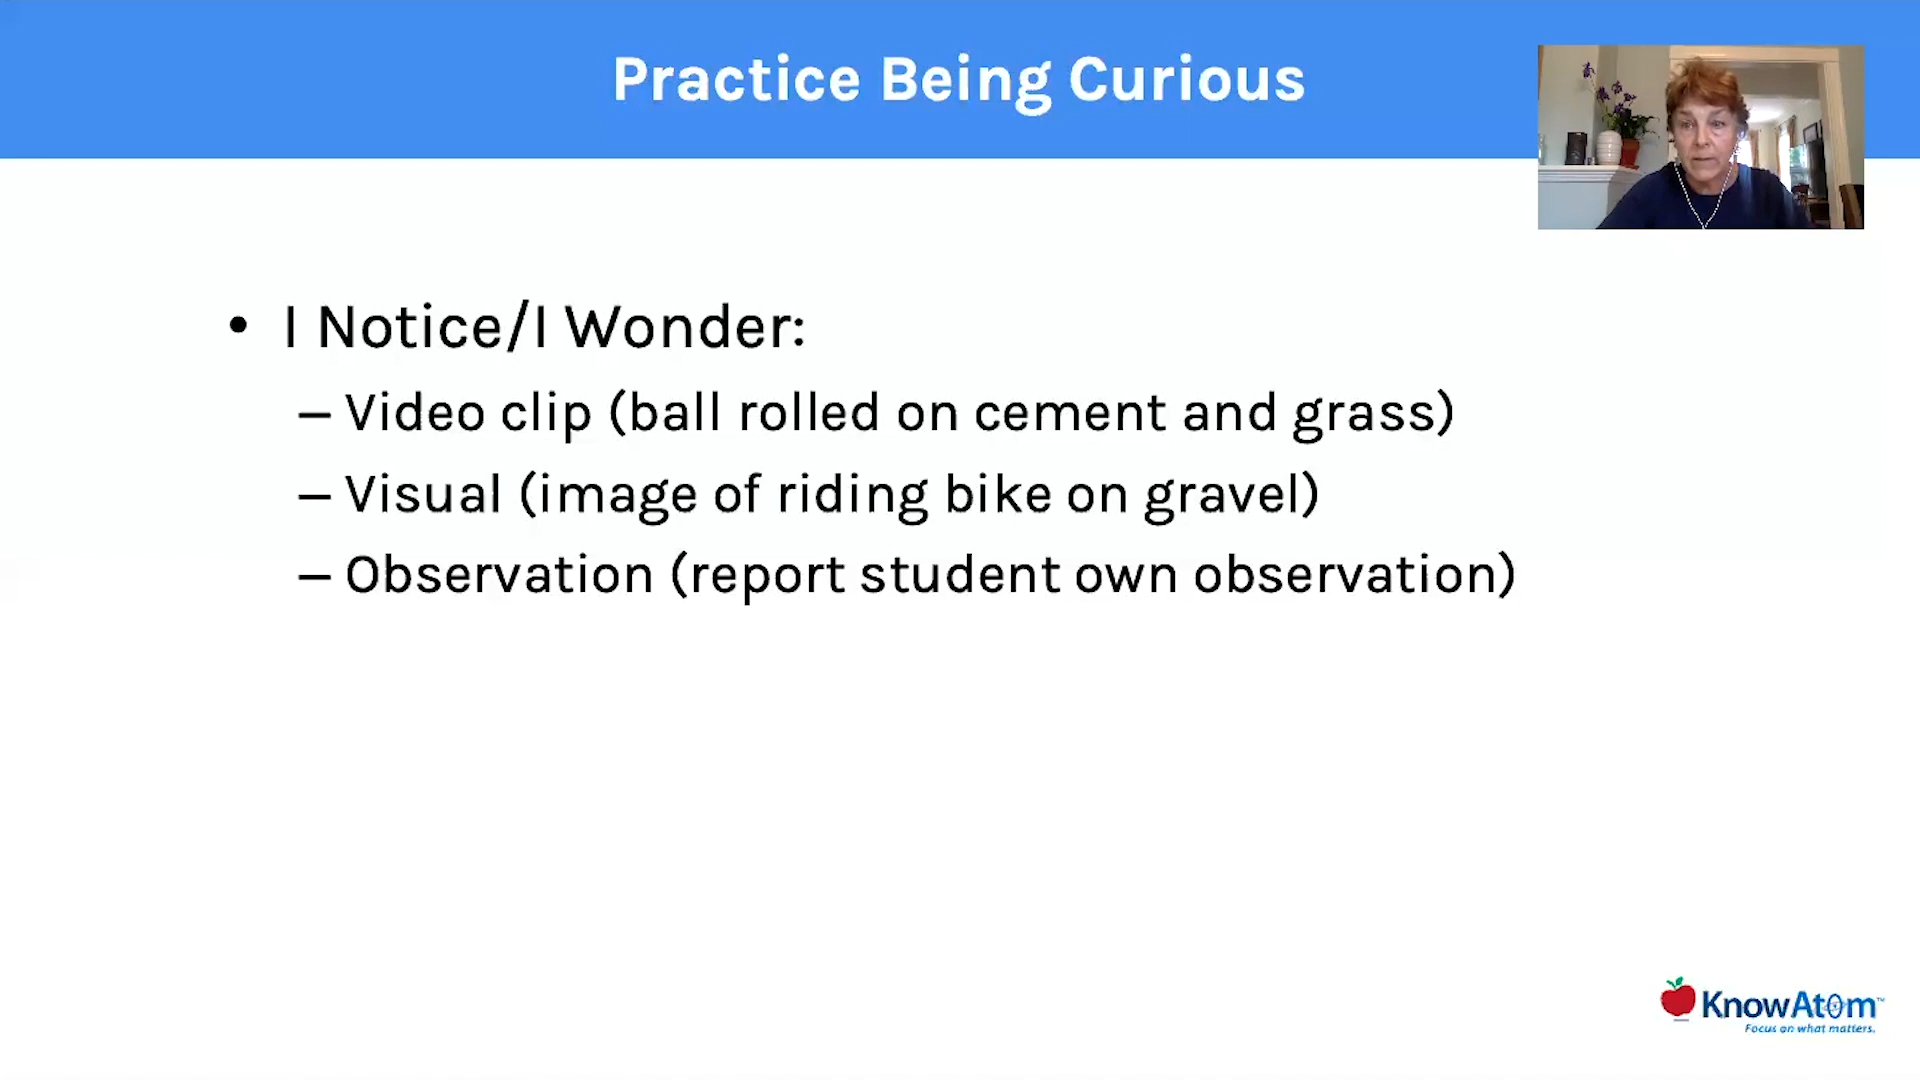 Practice Being Curious
• I Notice/I Wonder:
– Video clip (ball rolled on cement and grass)
– Visual (image of riding bike on gravel)
– Observation (report student own observation)
KnowAtom™
Focus on what matters.